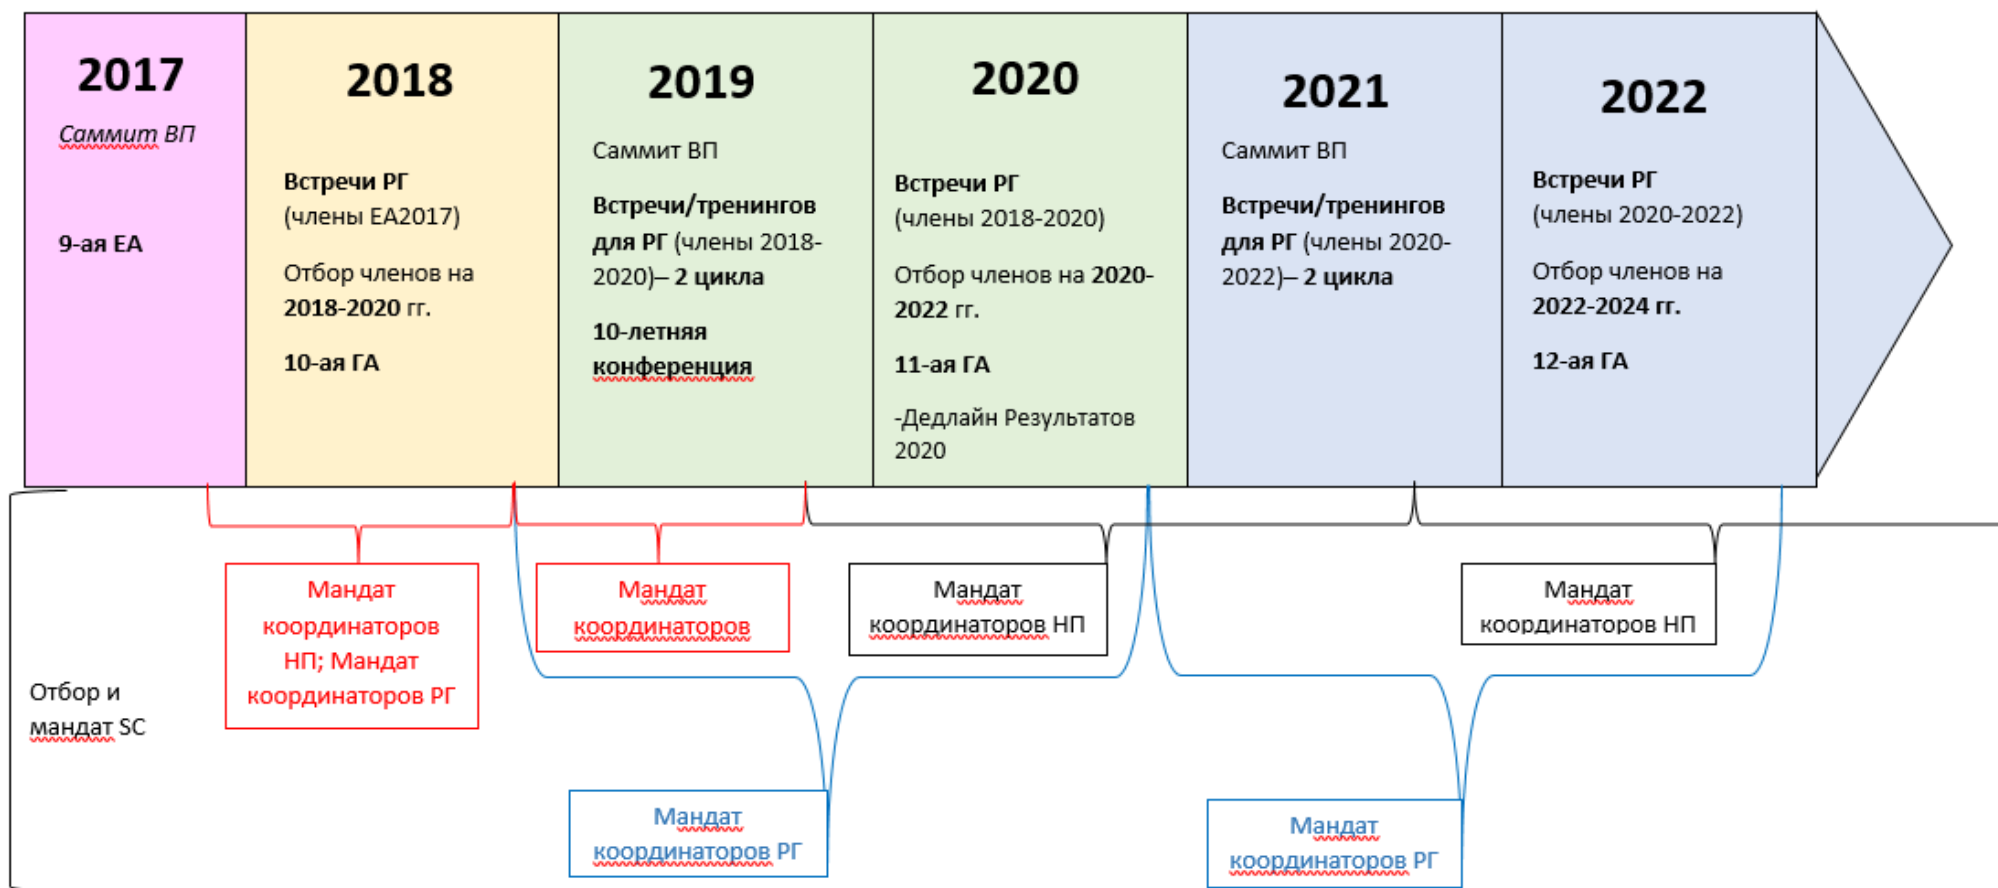 2017
Саммит ВП
9-ая ЕА
2018
Встречи РГ
(члены ЕА2017)
Отбор членов на
2018-2020 гг.
10-ая ГА
2019
Саммит ВП
Встречи/тренингов
для РГ (члены 2018-
2020)– 2 цикла
10-летняя
конференция
2020
Встречи РГ
(члены 2018-2020)
Отбор членов на 2020-
2022 гг.
11-ая ГА
-Дедлайн Результатов
2020
2021
Саммит ВП
Встречи/тренингов
для РГ (члены 2020-
2022)– 2 цикла
2022
Встречи РГ
(члены 2020-2022)
Отбор членов на
2022-2024 гг.
12-ая ГА
Мандат
координаторов
НП; Мандат
координаторов РГ
Мандат
координаторов
Мандат
координаторов НП
Мандат
координаторов НП
Отбор и
мандат SC
Мандат
координаторов РГ
Мандат
координаторов РГ